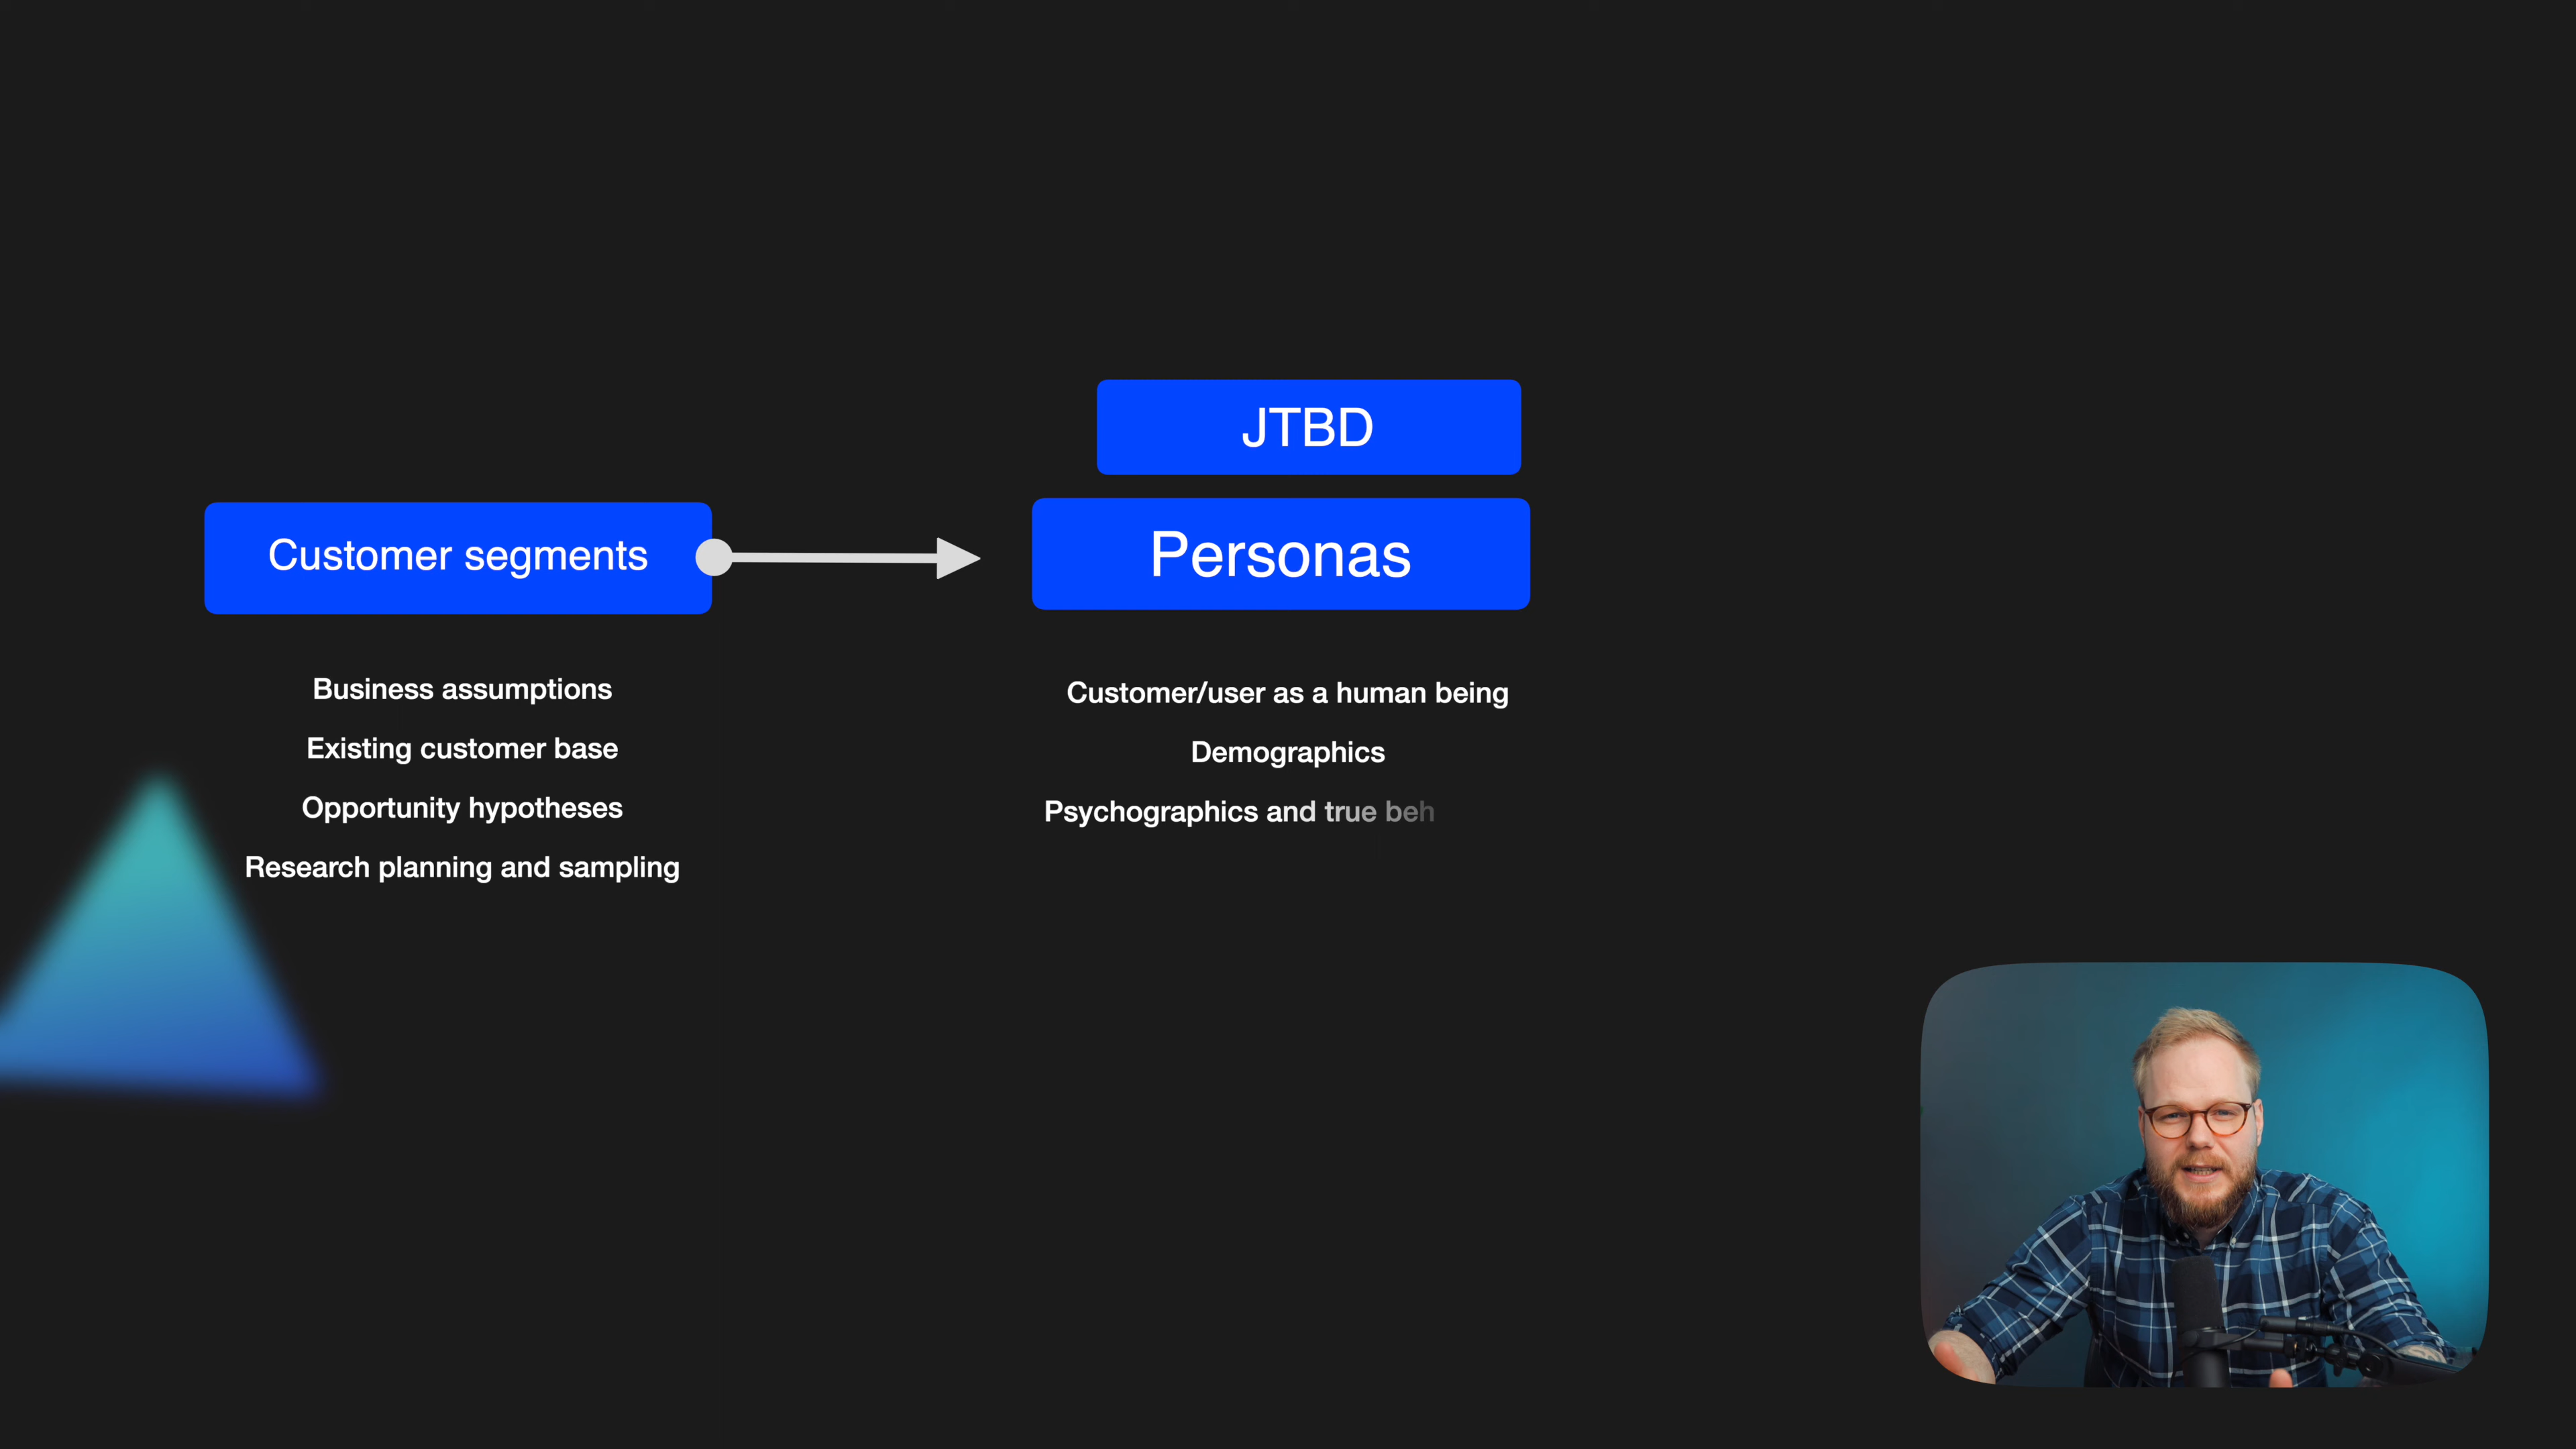 Customer segments
Business assumptions
Existing customer base
Opportunity hypotheses
Research planning and sampling
JTBD
Personas
Customer/user as a human being
Demographics
Psychographics and true beh